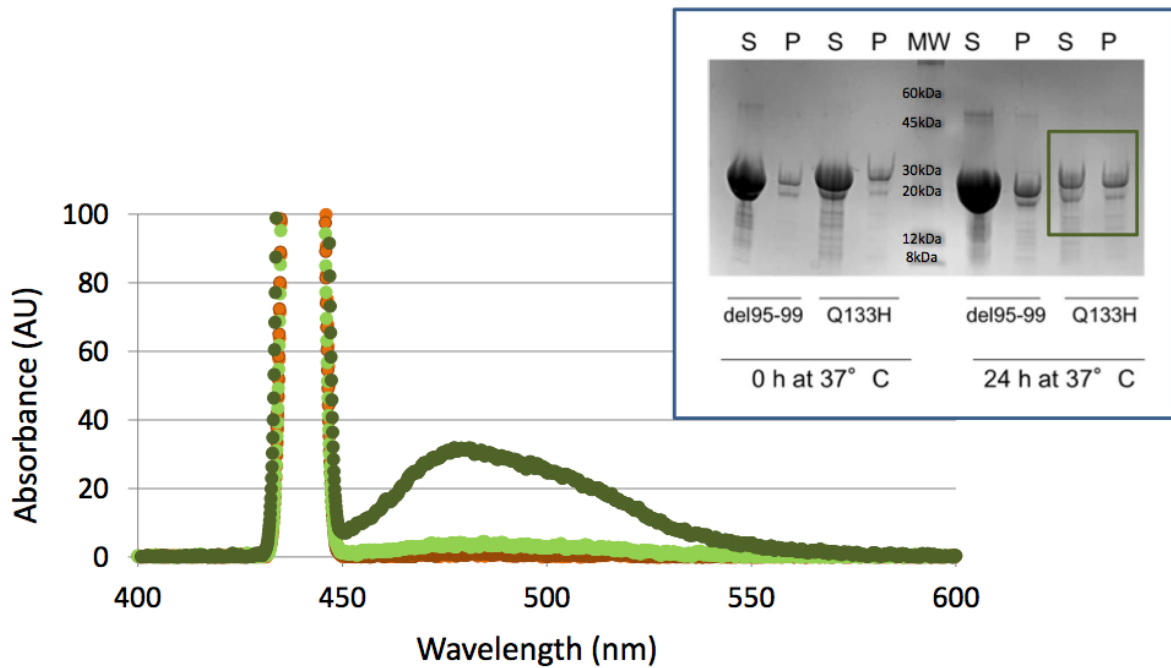 S P S P MW S P S P
60kDa
45kDa
30kDa
20kDa
12kDa
8kDa
del95-99 Q133H del95-99 Q133H
0 h at 37° C 24 h at 37° C
Absorbance (AU)
100
80
60
40
20
0
400 450 500 550 600
Wavelength (nm)